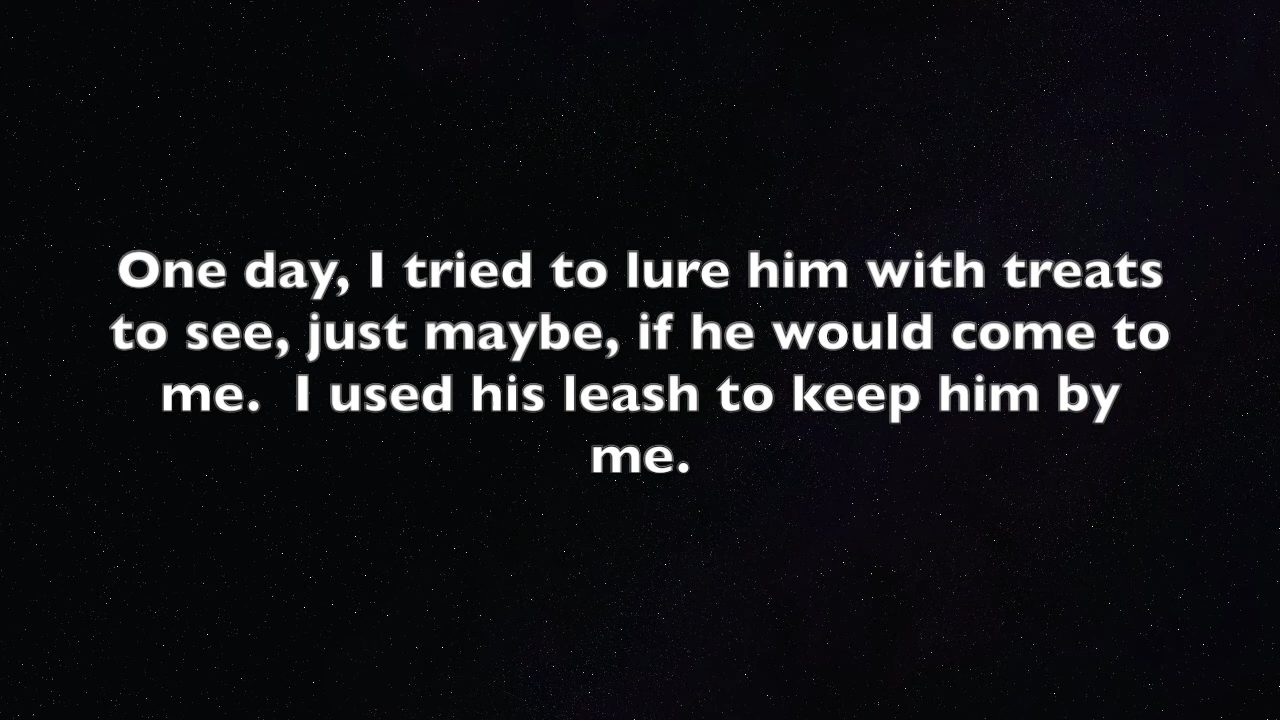 One day, I tried to lure him with treats
to see, just maybe, if he would come to
me.  I used his leash to keep him by
me.